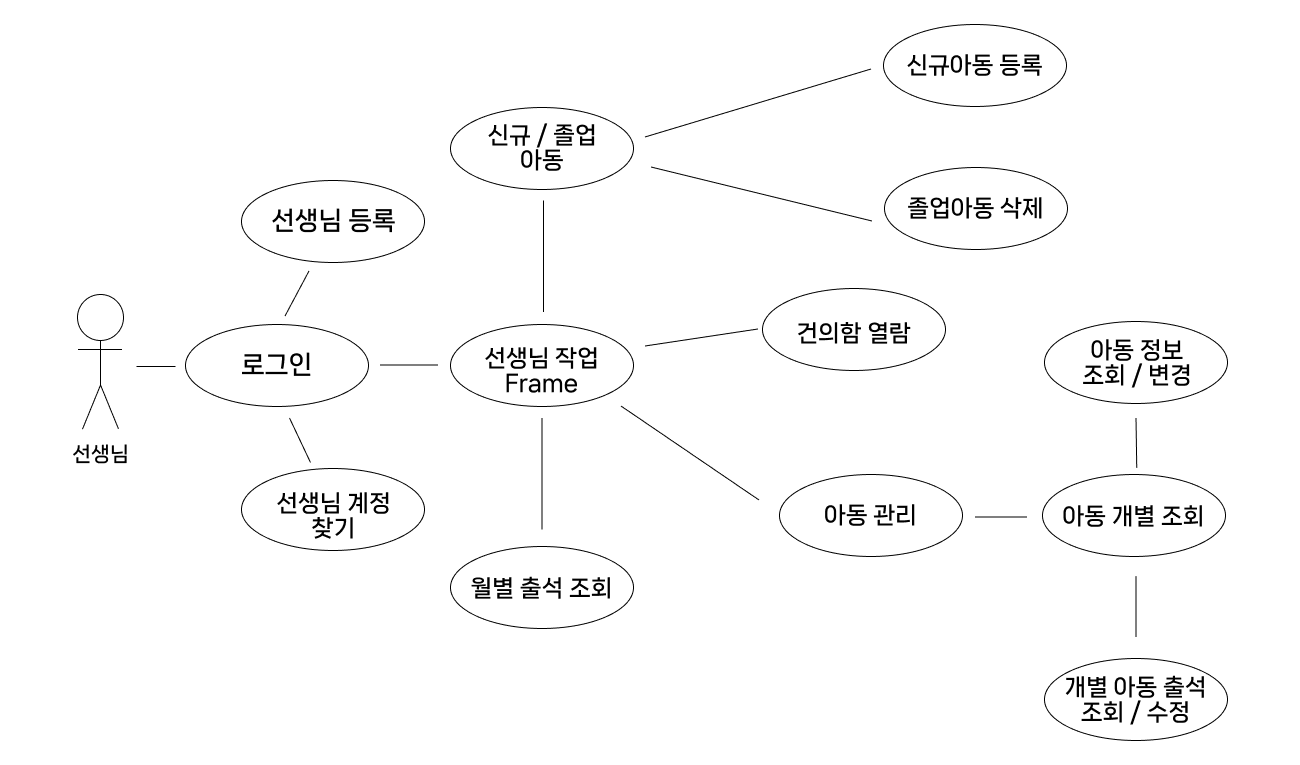 신규아동 등록
신규 / 졸업
아동
졸업아동 삭제
선생님 등록
건의함 열람
로그인
선생님 작업
Frame
아동 정보
조회 / 변경
선생님
선생님 계정
찾기
아동 관리
아동 개별 조회
월별 출석 조회
개별 아동 출석
조회 / 수정